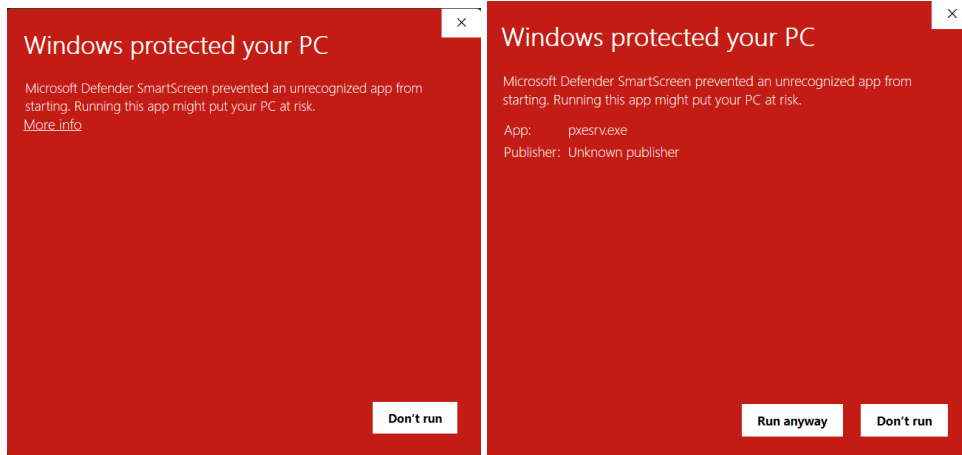 Windows protected your PC
Microsoft Defender SmartScreen prevented an unrecognized app from
starting. Running this app might put your PC at risk.
More info
Don't run
Windows protected your PC
Microsoft Defender SmartScreen prevented an unrecognized app from
starting. Running this app might put your PC at risk.
App: pxesrv.exe
Publisher: Unknown publisher
Run anyway Don't run